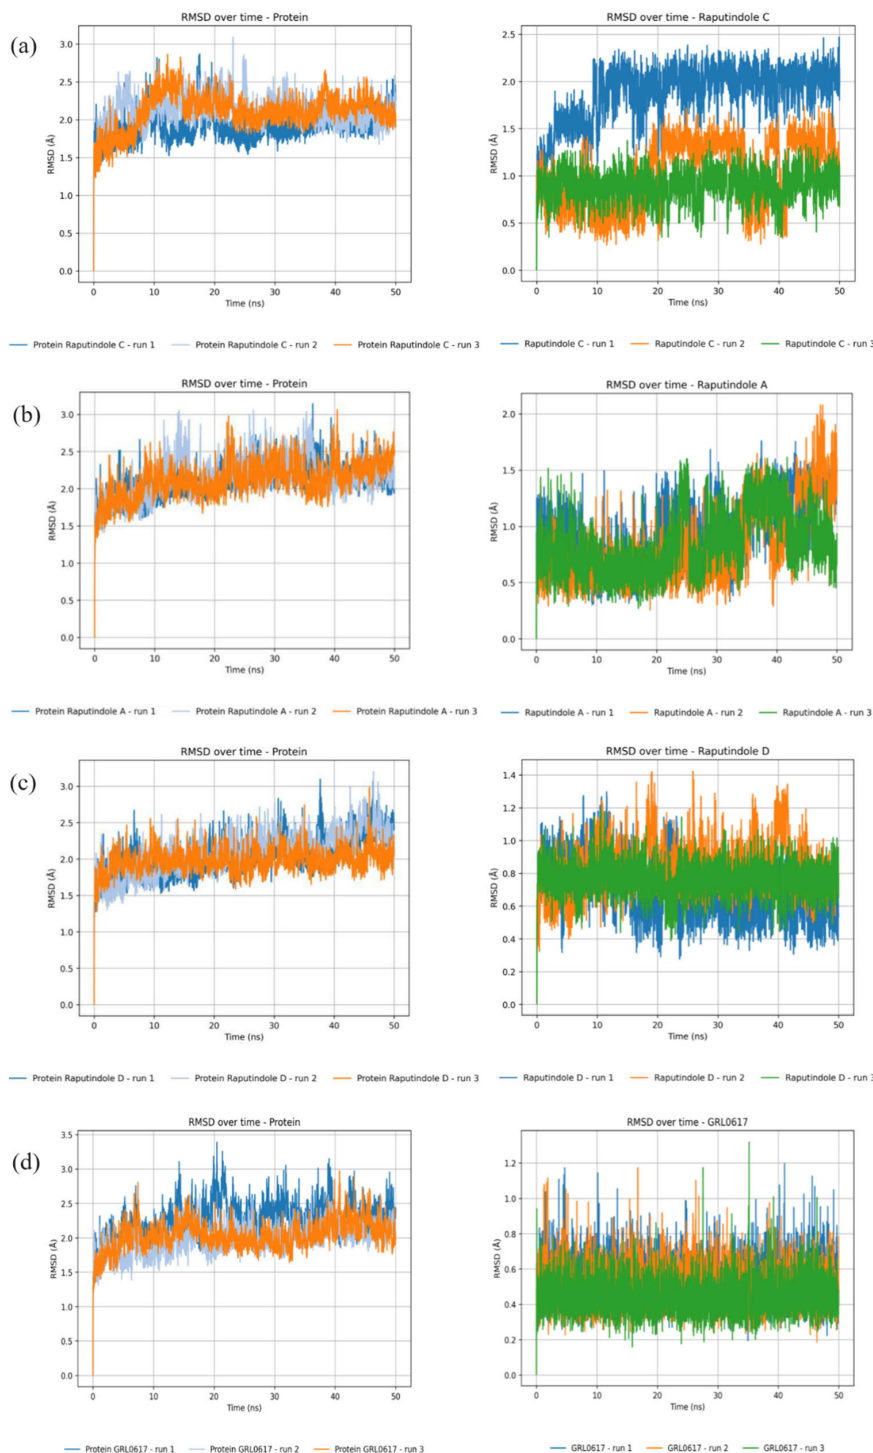 (a)
RMSD over time - Protein
RMSD (Å)
3.0
2.5
2.0
1.5
1.0
0.5
0.0
0 10 20 30 40 50
Time (ns)
Protein Raputindole C - run 1 Protein Raputindole C - run 2 Protein Raputindole C - run 3
RMSD over time - Raputindole C
RMSD (Å)
2.5
2.0
1.5
1.0
0.5
0.0
0 10 20 30 40 50
Time (ns)
Raputindole C - run 1 Raputindole C - run 2 Raputindole C - run 3
(b)
RMSD over time - Protein
RMSD (Å)
3.0
2.5
2.0
1.5
1.0
0.5
0.0
0 10 20 30 40 50
Time (ns)
Protein Raputindole A - run 1 Protein Raputindole A - run 2 Protein Raputindole A - run 3
RMSD over time - Raputindole A
RMSD (Å)
2.0
1.5
1.0
0.5
0.0
0 10 20 30 40 50
Time (ns)
Raputindole A - run 1 Raputindole A - run 2 Raputindole A - run 3
(c)
RMSD over time - Protein
RMSD (Å)
3.0
2.5
2.0
1.5
1.0
0.5
0.0
0 10 20 30 40 50
Time (ns)
Protein Raputindole D - run 1 Protein Raputindole D - run 2 Protein Raputindole D - run 3
RMSD over time - Raputindole D
RMSD (Å)
1.4
1.2
1.0
0.8
0.6
0.4
0.2
0.0
0 10 20 30 40 50
Time (ns)
Raputindole D - run 1 Raputindole D - run 2 Raputindole D - run 3
(d)
RMSD over time - Protein
RMSD (Å)
3.5
3.0
2.5
2.0
1.5
1.0
0.5
0.0
0 10 20 30 40 50
Time (ns)
Protein GRL0617 - run 1 Protein GRL0617 - run 2 Protein GRL0617 - run 3
RMSD over time - GRL0617
RMSD (Å)
1.2
1.0
0.8
0.6
0.4
0.2
0.0
0 10 20 30 40 50
Time (ns)
GRL0617 - run 1 GRL0617 - run 2 GRL0617 - run 3